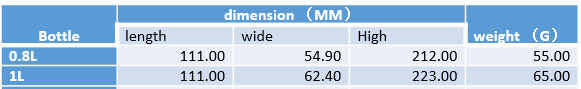 dimension （MM）
Bottle length wide High weight （G）
0.8L 111.00 54.90 212.00 55.00
1L 111.00 62.40 223.00 65.00